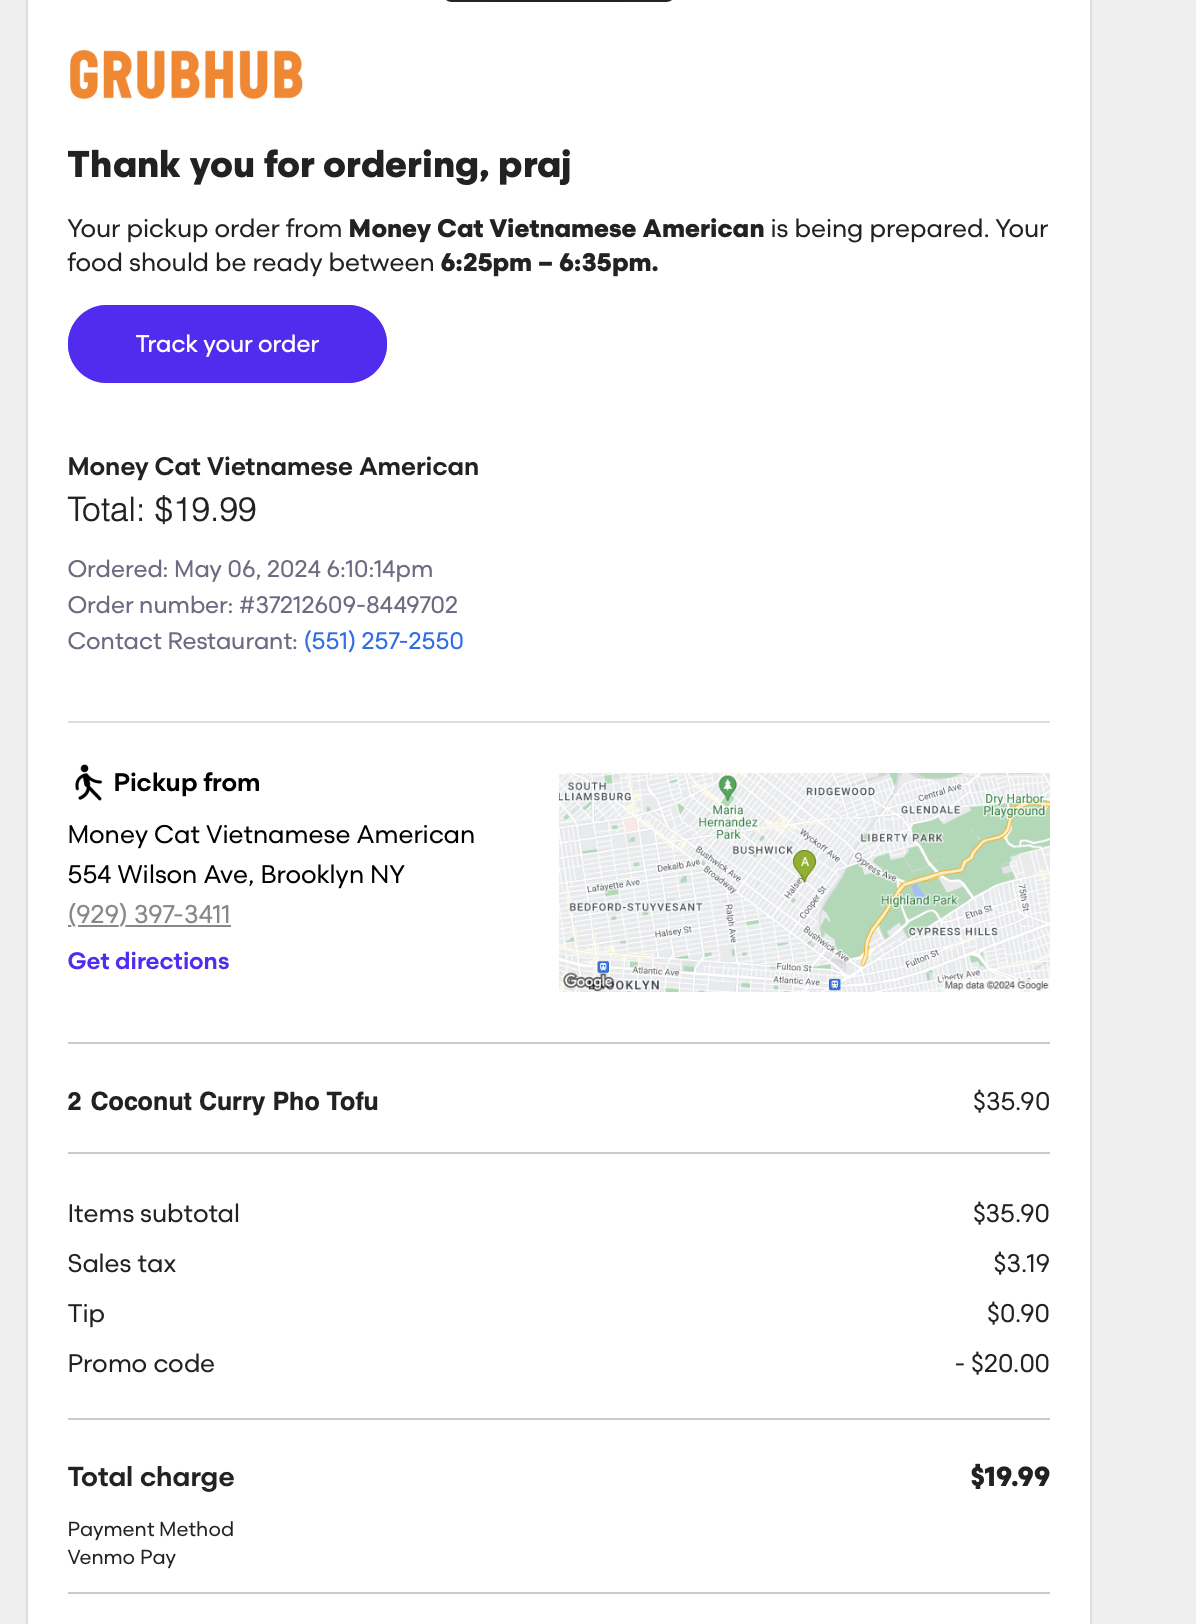 GRUBHUB
Thank you for ordering, praj
Your pickup order from Money Cat Vietnamese American is being prepared. Your
food should be ready between 6:25pm – 6:35pm.
Track your order
Money Cat Vietnamese American
Total: $19.99
Ordered: May 06, 2024 6:10:14pm
Order number: #37212609-8449702
Contact Restaurant: (551) 257-2550
Pickup from
Money Cat Vietnamese American
554 Wilson Ave, Brooklyn NY
(929) 397-3411
Get directions
SOUTH
LLIAMSBURG
Maria
Hernandez
Park
RIDGEWOOD
Central Ave
GLENDALE
Dry Harbor
Playground
LIBERTY PARK
BUSHWICK
Wyckoff Ave
Cypress Ave
A
Dekalb Ave
Bushwick Ave
Broadway
Halsey
Cooper St
Lafayette Ave
BEDFORD-STUYVESANT
Ralph Ave
Highland Park
75th St
Etna St
Halsey St
CYPRESS HILLS
Bushwick Ave
Fulton St
Atlantic Ave
Fulton St
Atlantic Ave
Liberty Ave
Google
OKLYN
Map data ©2024 Google
2 Coconut Curry Pho Tofu $35.90
Items subtotal $35.90
Sales tax $3.19
Tip $0.90
Promo code - $20.00
Total charge $19.99
Payment Method
Venmo Pay